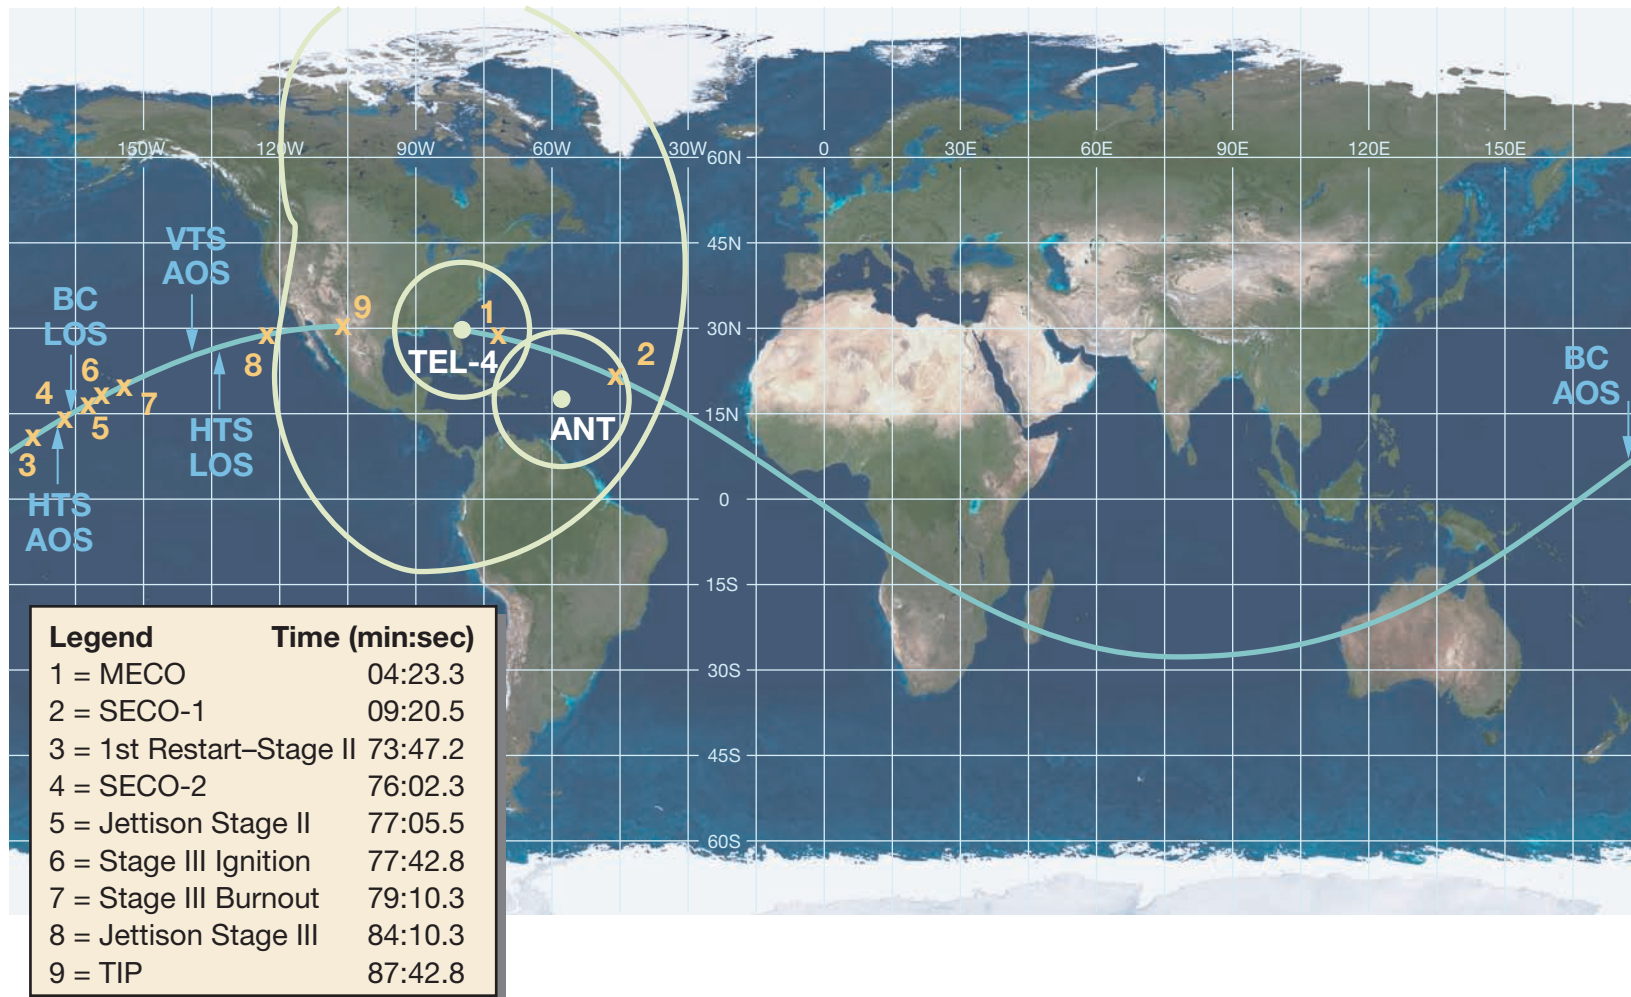 150W 120W 90W 60W 30W 0 30E 60E 90E 120E 150E
60N
45N
30N
15N
0
15S
30S
45S
60S
VTS
AOS
BC
LOS
9
1
2
TEL-4
8
6
4
7
5
3
ANT
HTS
LOS
HTS
AOS
BC
AOS
Legend Time (min:sec)
1 = MECO 04:23.3
2 = SECO-1 09:20.5
3 = 1st Restart–Stage II 73:47.2
4 = SECO-2 76:02.3
5 = Jettison Stage II 77:05.5
6 = Stage III Ignition 77:42.8
7 = Stage III Burnout 79:10.3
8 = Jettison Stage III 84:10.3
9 = TIP 87:42.8